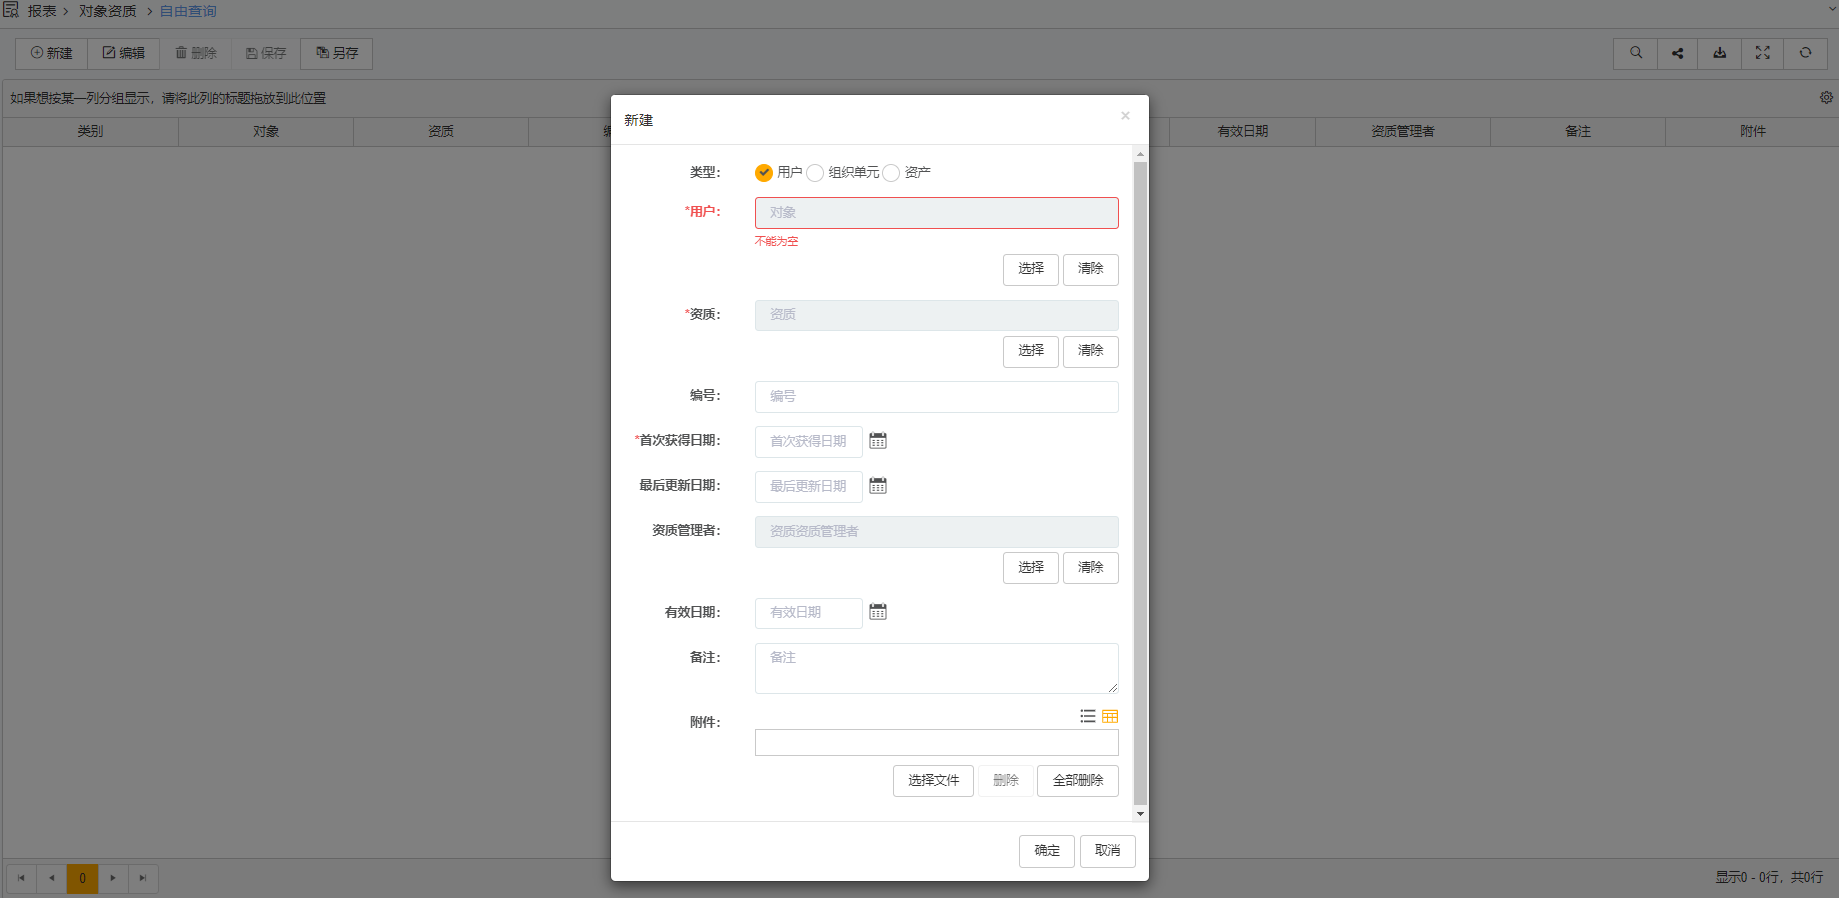 报表 > 对象资质 > 自由查询
新建 编辑 删除 保存 另存
如果想按某一列分组显示，请将此列的标题拖放到此位置
类别 对象 资质 有效日期 资质管理者 备注 附件
新建 ×
类型： 用户 组织单元 资产
*用户： 对象
不能为空
选择 清除
*资质： 资质
选择 清除
编号： 编号
*首次获得日期： 首次获得日期
最后更新日期： 最后更新日期
资质管理者： 资质资质管理者
选择 清除
有效日期： 有效日期
备注： 备注
附件：
选择文件 删除 全部删除
确定 取消
0 显示0 - 0行，共0行